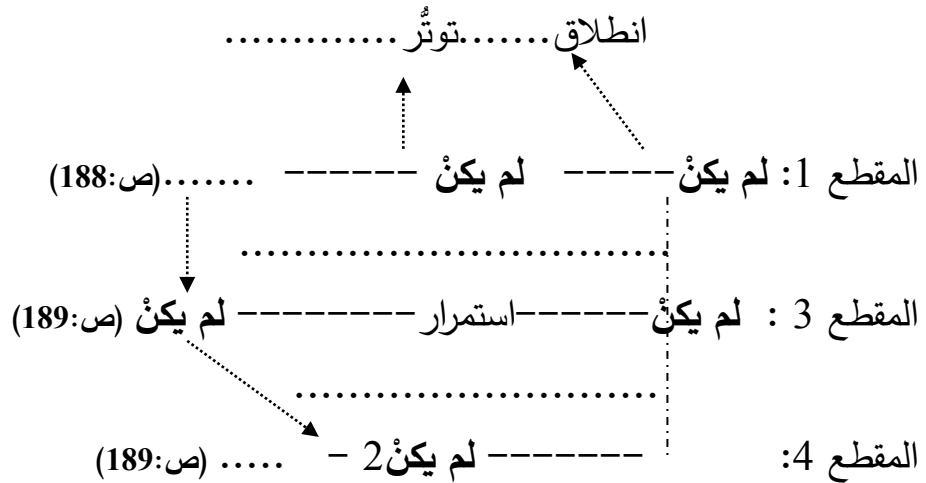 انطلاق.......توتُّر.............
المقطع 1: لم يكنْ----- لم يكنْ ------ .......(ص:188)
................................
المقطع 3 : لم يكنْ------استمرار-------- لم يكنْ (ص:189)
...........................
المقطع 4: ------- لم يكنْ2 - ..... (ص:189)